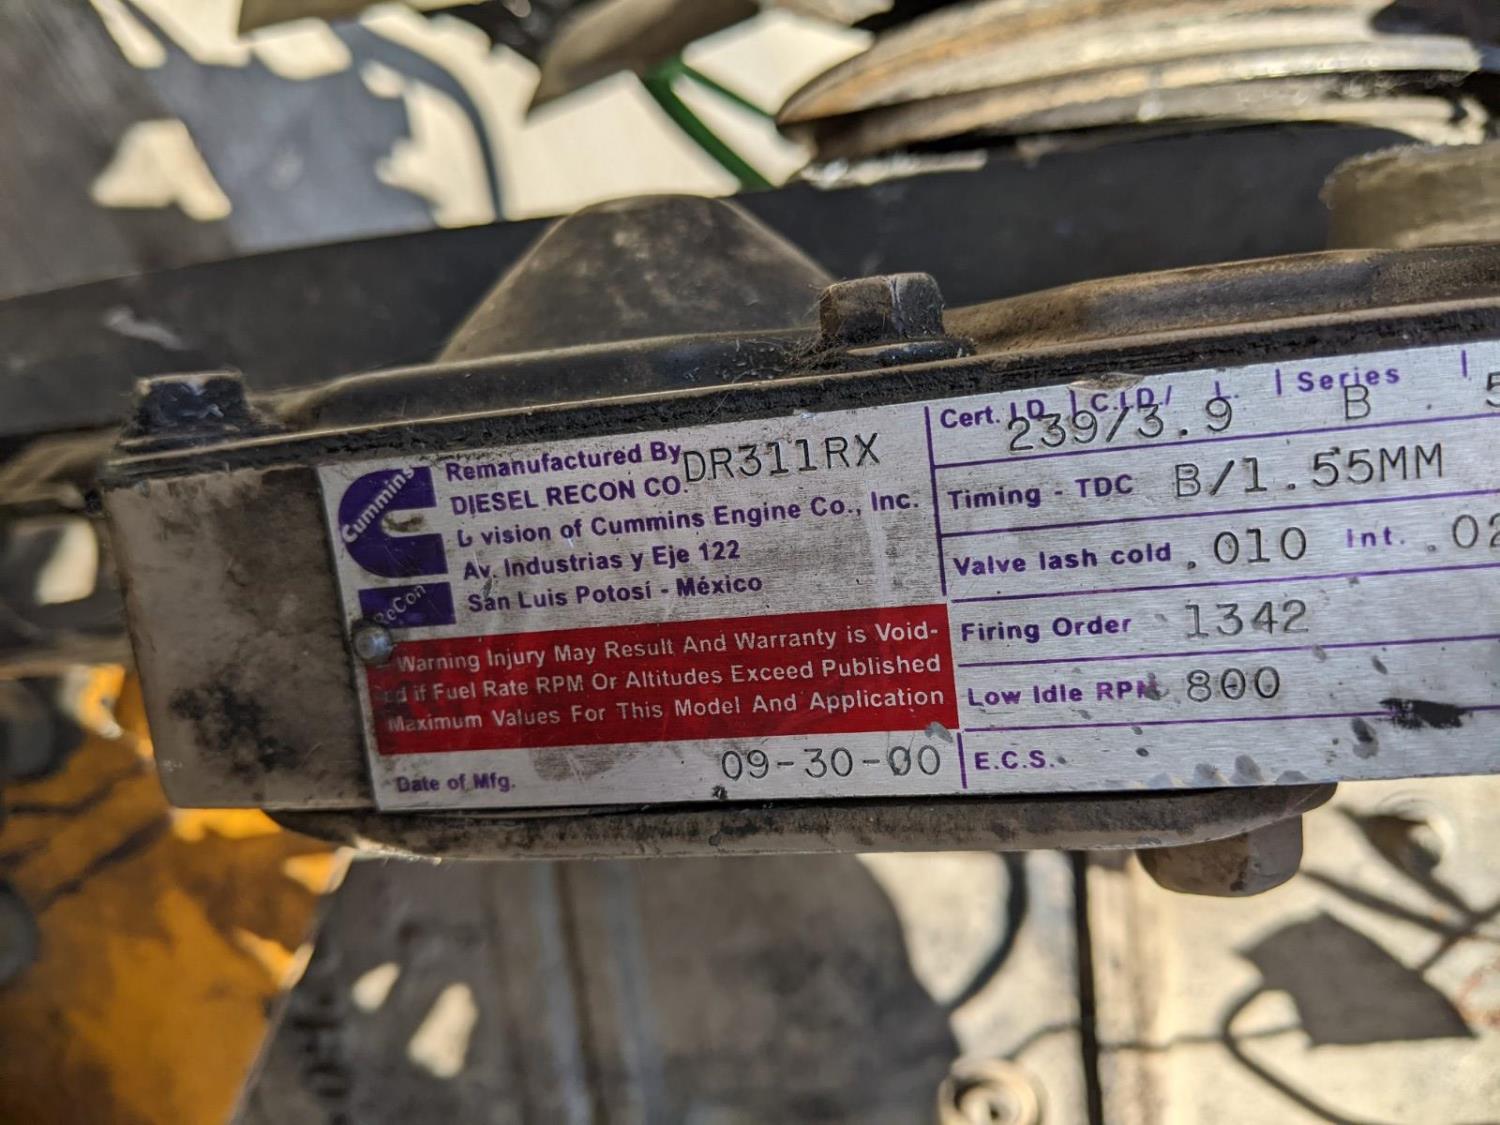 Cummins
ReCon
Remanufactured By DR311RX
DIESEL RECON CO.
vision of Cummins Engine Co., Inc.
Av. Industrias y Eje 122
San Luis Potosí - México
Warning Injury May Result And Warranty is Void-
ed if Fuel Rate RPM Or Altitudes Exceed Published
Maximum Values For This Model And Application
Date of Mfg. 09-30-00
Cert. I.D. C.I.D/ L. Series
239/3.9 B . 5
Timing - TDC B/1.55MM
Valve lash cold .010 Int. .02
Firing Order 1342
Low Idle RPM 800
E.C.S.